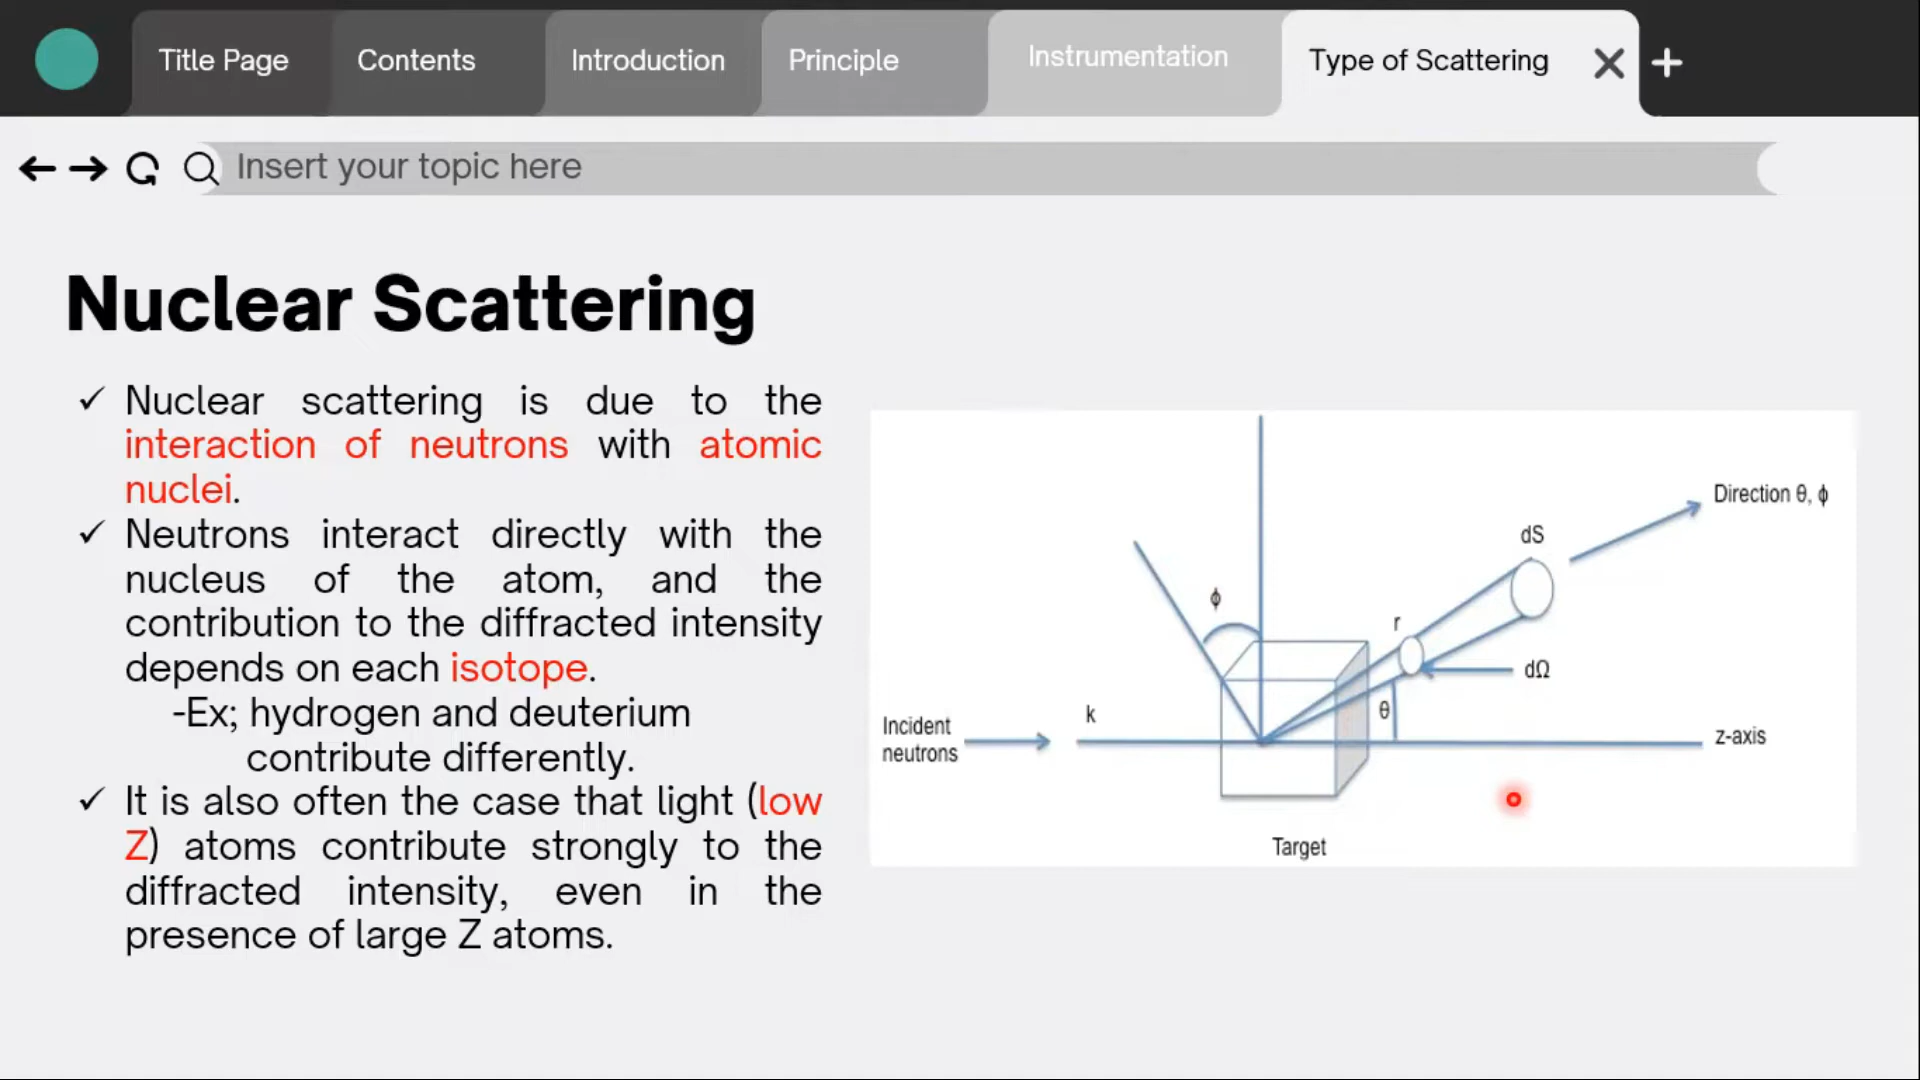 Title Page
Contents
Introduction
Principle
Instrumentation
Type of Scattering
Insert your topic here
Nuclear Scattering
✓ Nuclear scattering is due to the
interaction of neutrons with atomic
nuclei.
✓ Neutrons interact directly with the
nucleus of the atom, and the
contribution to the diffracted intensity
depends on each isotope.
-Ex; hydrogen and deuterium
contribute differently.
✓ It is also often the case that light (low
Z) atoms contribute strongly to the
diffracted intensity, even in the
presence of large Z atoms.
Direction θ, ϕ
dS
ϕ
r
dΩ
θ
k
Incident
neutrons
z-axis
Target